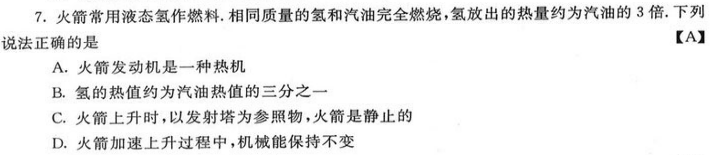 7. 火箭常用液态氢作燃料. 相同质量的氢和汽油完全燃烧,氢放出的热量约为汽油的 3 倍. 下列
说法正确的是 【A】
A. 火箭发动机是一种热机
B. 氢的热值约为汽油热值的三分之一
C. 火箭上升时,以发射塔为参照物,火箭是静止的
D. 火箭加速上升过程中,机械能保持不变